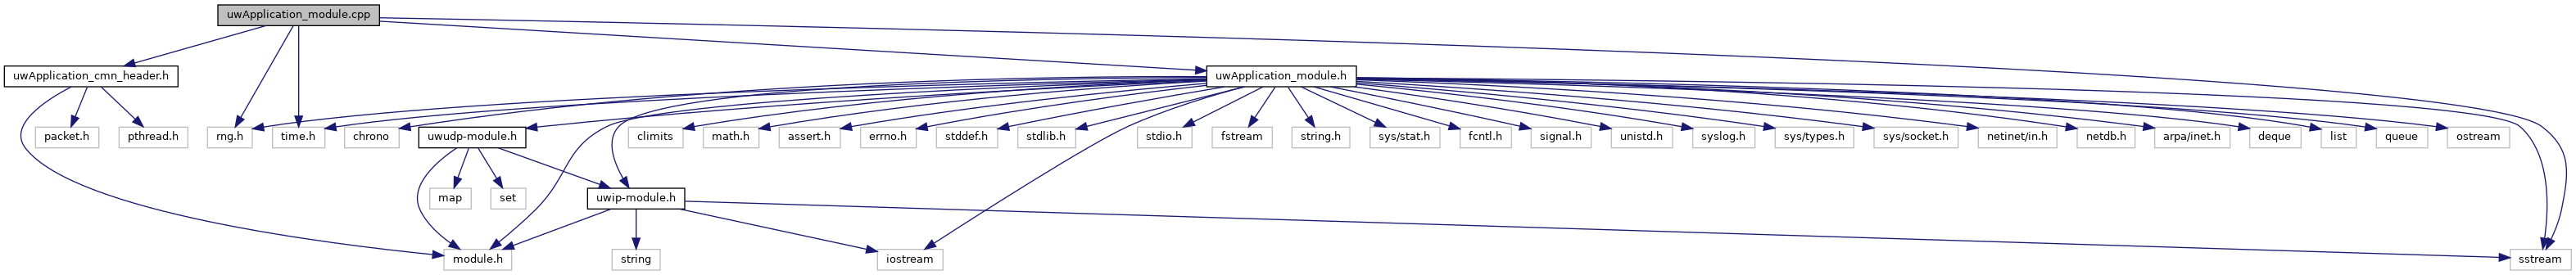 uwApplication_module.cpp
uwApplication_cmn_header.h
uwApplication_module.h
packet.h
pthread.h
rng.h
time.h
chrono
uwudp-module.h
climits
math.h
assert.h
errno.h
stddef.h
stdlib.h
stdio.h
fstream
string.h
sys/stat.h
fcntl.h
signal.h
unistd.h
syslog.h
sys/types.h
sys/socket.h
netinet/in.h
netdb.h
arpa/inet.h
deque
list
queue
ostream
map
set
uwip-module.h
module.h
string
iostream
sstream